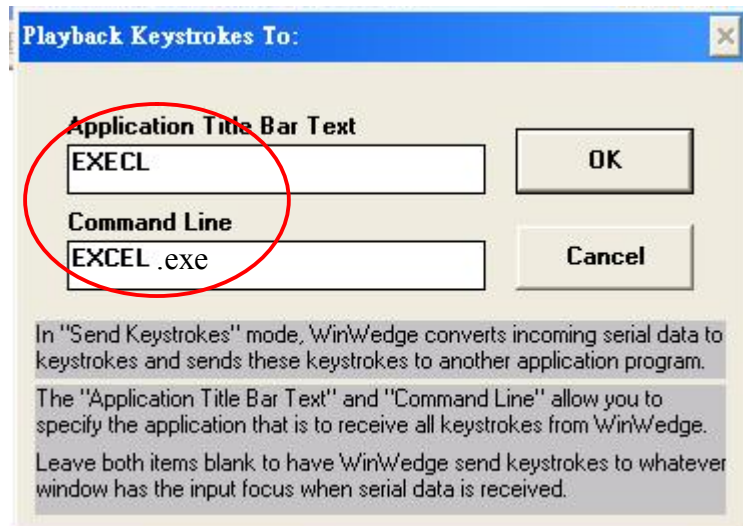 Playback Keystrokes To:
Application Title Bar Text
EXECL
OK
Command Line
EXCEL .exe
Cancel
In "Send Keystrokes" mode, WinWedge converts incoming serial data to
keystrokes and sends these keystrokes to another application program.
The "Application Title Bar Text" and "Command Line" allow you to
specify the application that is to receive all keystrokes from WinWedge.
Leave both items blank to have WinWedge send keystrokes to whatever
window has the input focus when serial data is received.